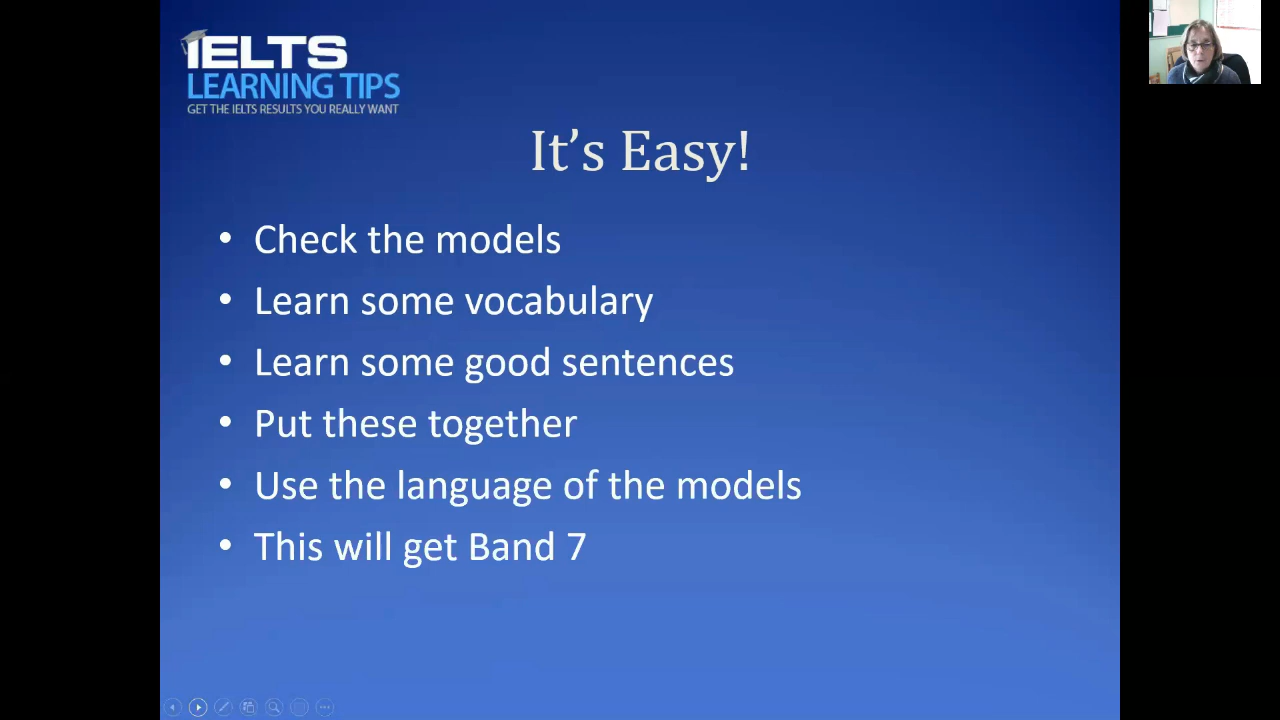 IELTS
LEARNING TIPS
GET THE IELTS RESULTS YOU REALLY WANT
It's Easy!
• Check the models
• Learn some vocabulary
• Learn some good sentences
• Put these together
• Use the language of the models
• This will get Band 7